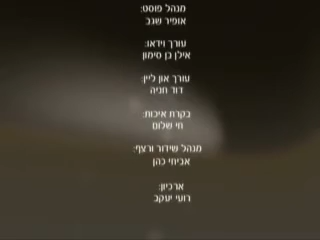 מנהל פוסט:
אופיר שגב
עורך וידאו:
אילן בן סימון
עורך און ליין:
דוד חניה
בקרת איכות:
חי שלום
מנהל שידור ורצף:
אביחי כהן
ארכיון:
רועי יעקב